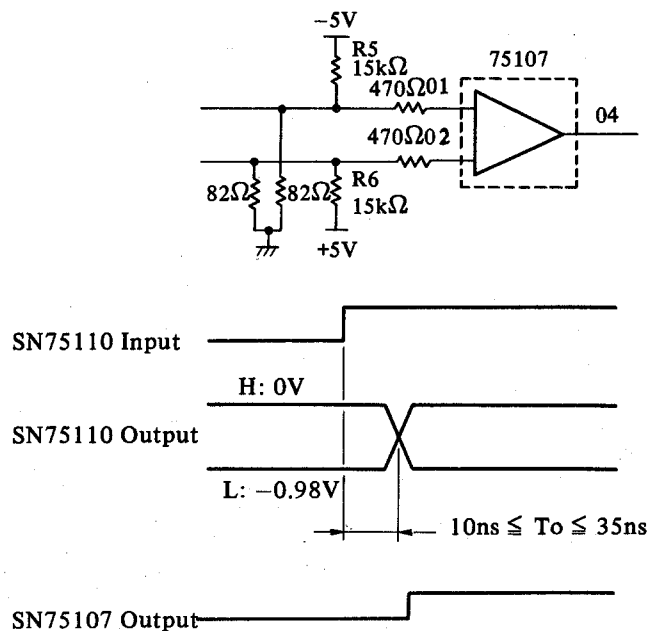 −5V
R5
15kΩ
75107
470Ω01
04
470Ω02
82Ω
82Ω
R6
15kΩ
+5V
SN75110 Input
H: 0V
SN75110 Output
L: −0.98V
10ns ≦ To ≦ 35ns
SN75107 Output